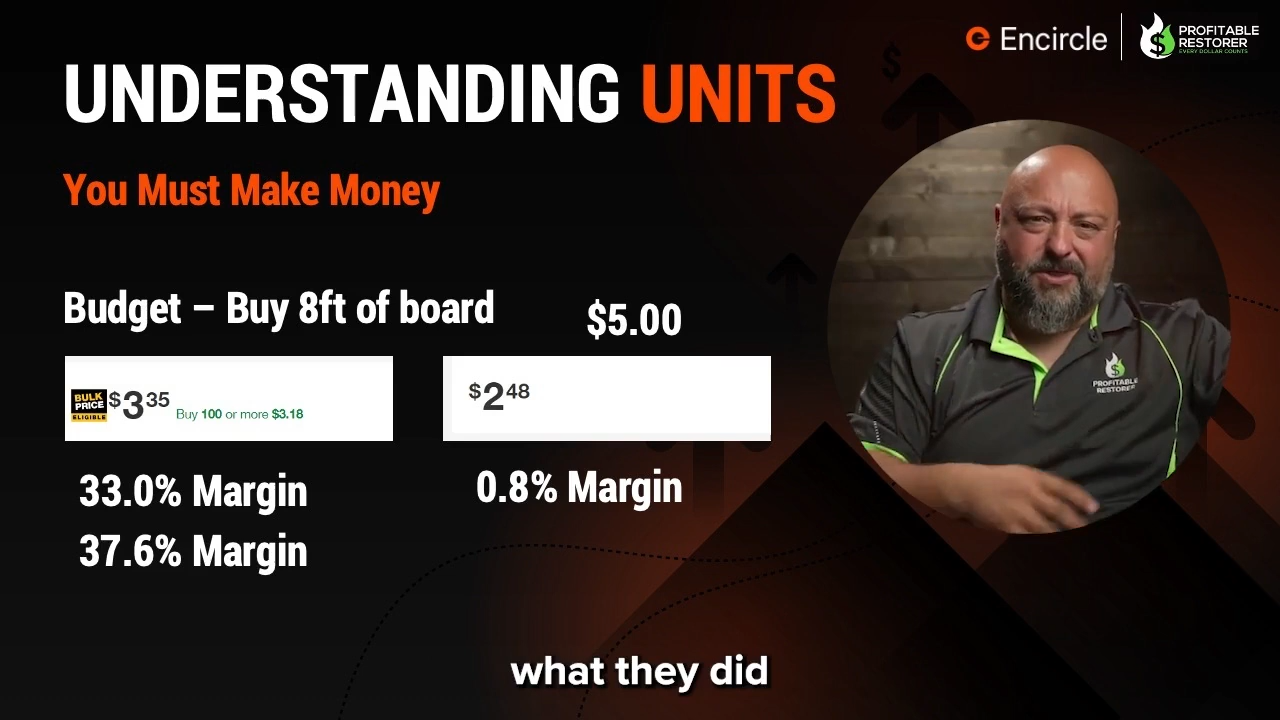 Encircle
PROFITABLE
RESTORER
EVERY DOLLAR COUNTS
UNDERSTANDING UNITS
You Must Make Money
Budget – Buy 8ft of board
$5.00
BULK
PRICE
ELIGIBLE
$3 35
Buy 100 or more $3.18
$2 48
33.0% Margin
0.8% Margin
37.6% Margin
PROFITABLE
RESTORER
what they did